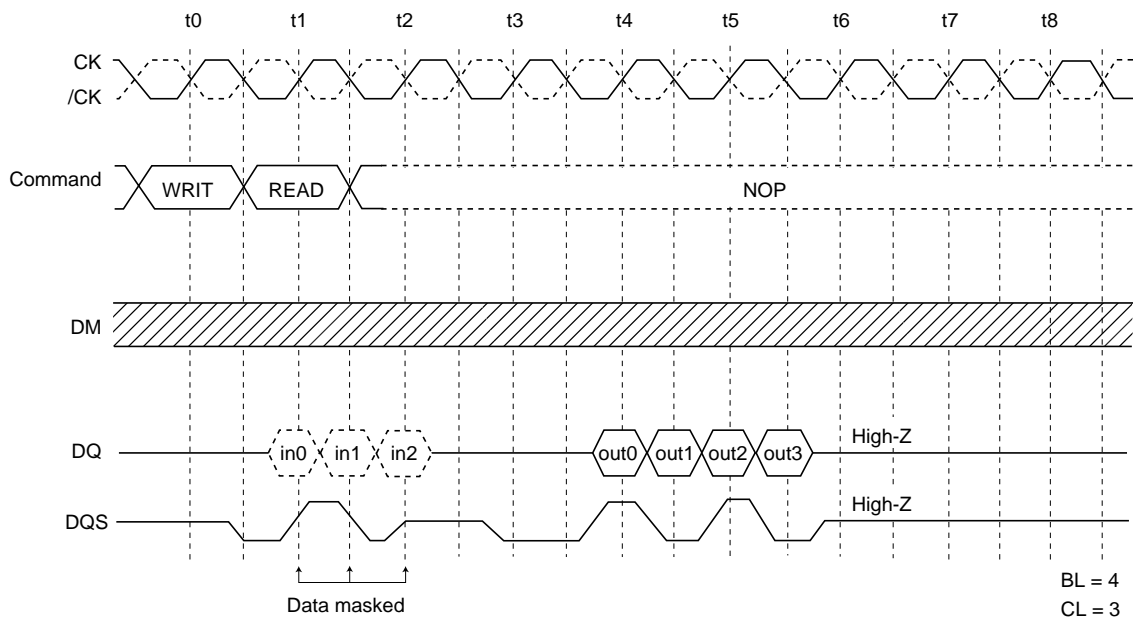 t0 t1 t2 t3 t4 t5 t6 t7 t8
CK
/CK
Command WRIT READ NOP
DM
DQ in0 in1 in2 out0 out1 out2 out3 High-Z
DQS High-Z
Data masked
BL = 4
CL = 3